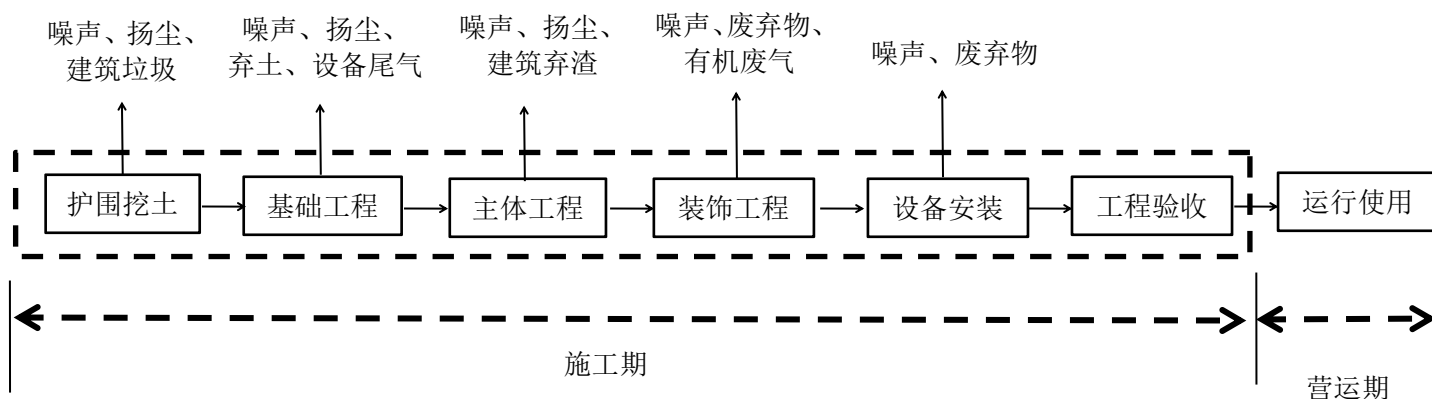 噪声、扬尘、
建筑垃圾
噪声、扬尘、
弃土、设备尾气
噪声、扬尘、
建筑弃渣
噪声、废弃物、
有机废气
噪声、废弃物
护围挖土
基础工程
主体工程
装饰工程
设备安装
工程验收
运行使用
施工期
营运期